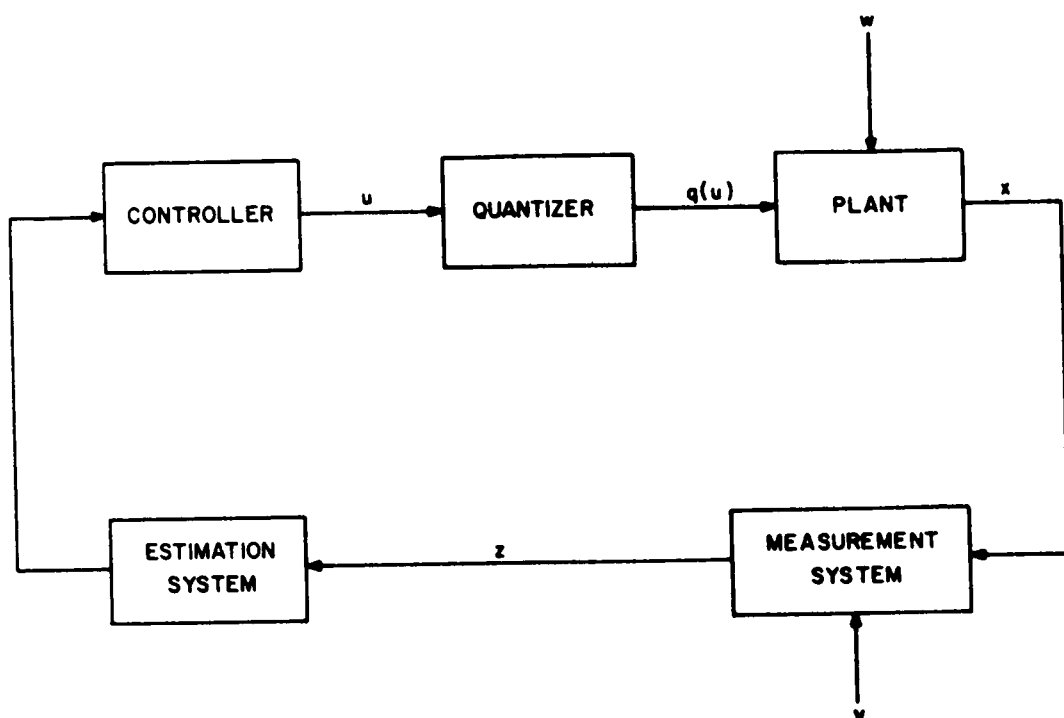 w
CONTROLLER
u
QUANTIZER
q(u)
PLANT
x
ESTIMATION
SYSTEM
z
MEASUREMENT
SYSTEM
v